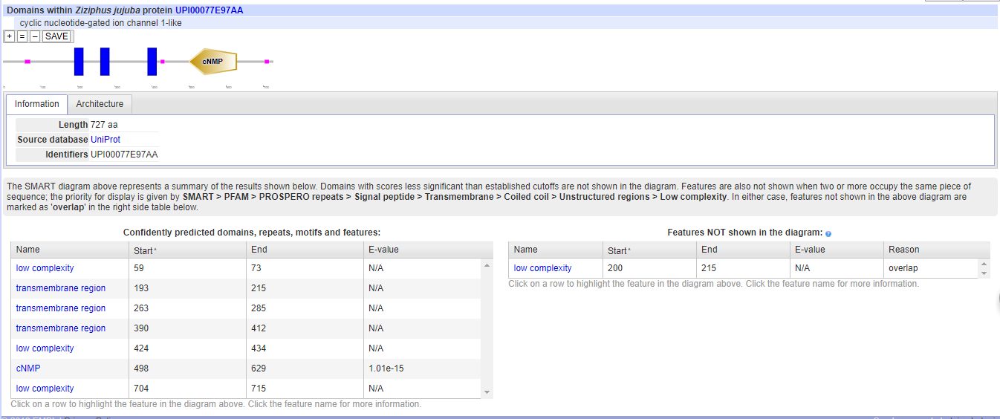 Domains within Ziziphus jujuba protein UPI00077E97AA
cyclic nucleotide-gated ion channel 1-like
+ = – SAVE
cNMP
Information Architecture
Length 727 aa
Source database UniProt
Identifiers UPI00077E97AA
The SMART diagram above represents a summary of the results shown below. Domains with scores less significant than established cutoffs are not shown in the diagram. Features are also not shown when two or more occupy the same piece of
sequence; the priority for display is given by SMART > PFAM > PROSPERO repeats > Signal peptide > Transmembrane > Coiled coil > Unstructured regions > Low complexity. In either case, features not shown in the above diagram are
marked as 'overlap' in the right side table below.
Confidently predicted domains, repeats, motifs and features:
Name Start End E-value
low complexity 59 73 N/A
transmembrane region 193 215 N/A
transmembrane region 263 285 N/A
transmembrane region 390 412 N/A
low complexity 424 434 N/A
cNMP 498 629 1.01e-15
low complexity 704 715 N/A
Click on a row to highlight the feature in the diagram above. Click the feature name for more information.
Features NOT shown in the diagram: ?
Name Start End E-value Reason
low complexity 200 215 N/A overlap
Click on a row to highlight the feature in the diagram above. Click the feature name for more information.